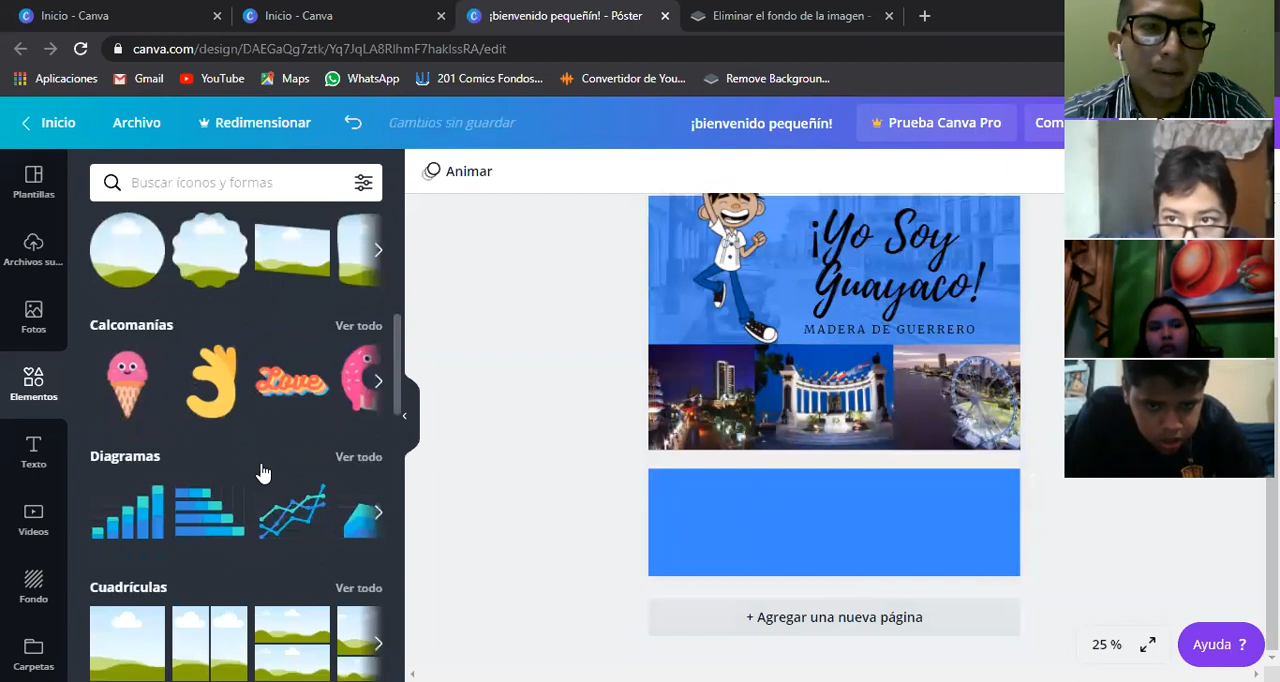 Inicio - Canva
Inicio - Canva
¡bienvenido pequeñín! - Póster
Eliminar el fondo de la imagen -
canva.com/design/DAEGaQg7ztk/Yq7JqLA8RlhmF7haklssRA/edit
Aplicaciones
Gmail
YouTube
Maps
WhatsApp
201 Comics Fondos...
Convertidor de You...
Remove Backgroun...
Inicio
Archivo
Redimensionar
Cambios sin guardar
¡bienvenido pequeñín!
Prueba Canva Pro
Com
Plantillas
Archivos su...
Fotos
Elementos
Texto
Videos
Fondo
Carpetas
Buscar íconos y formas
Calcomanías
Ver todo
Love
Diagramas
Ver todo
Cuadrículas
Ver todo
Animar
¡Yo Soy
Guayaco!
MADERA DE GUERRERO
+ Agregar una nueva página
25 %
Ayuda ?